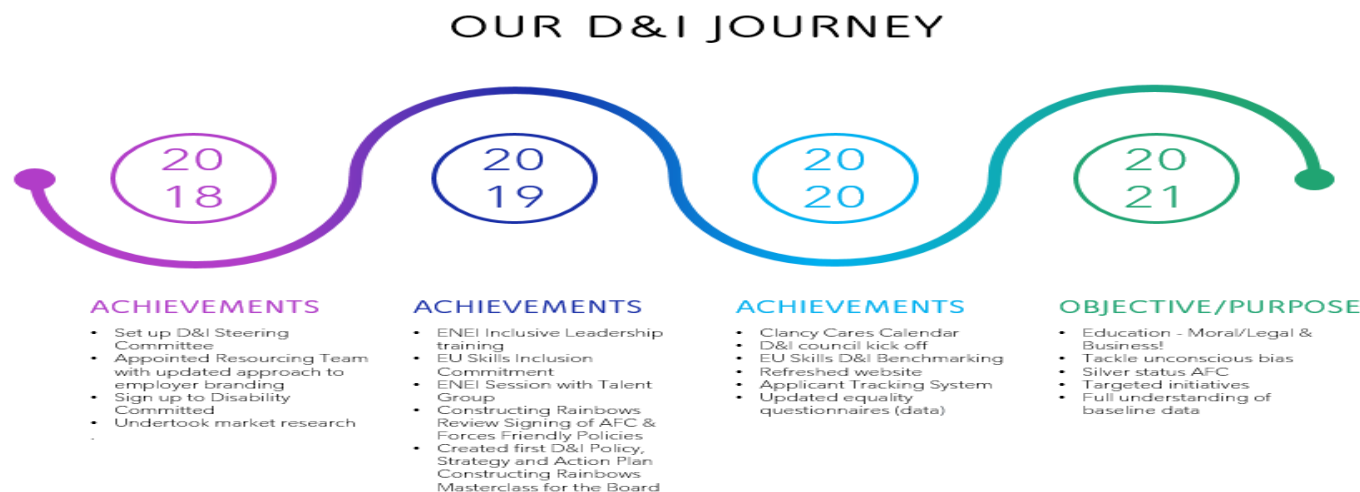 OUR D&I JOURNEY
20
18
20
19
20
20
20
21
ACHIEVEMENTS
• Set up D&I Steering
Committee
• Appointed Resourcing Team
with updated approach to
employer branding
• Sign up to Disability
Committed
• Undertook market research
.
ACHIEVEMENTS
• ENEI Inclusive Leadership
training
• EU Skills Inclusion
Commitment
• ENEI Session with Talent
Group
• Constructing Rainbows
Review Signing of AFC &
Forces Friendly Policies
• Created first D&I Policy,
Strategy and Action Plan
Constructing Rainbows
Masterclass for the Board
ACHIEVEMENTS
• Clancy Cares Calendar
• D&I council kick off
• EU Skills D&I Benchmarking
• Refreshed website
• Applicant Tracking System
• Updated equality
questionnaires (data)
OBJECTIVE/PURPOSE
• Education - Moral/Legal &
Business!
• Tackle unconscious bias
• Silver status AFC
• Targeted initiatives
• Full understanding of
baseline data